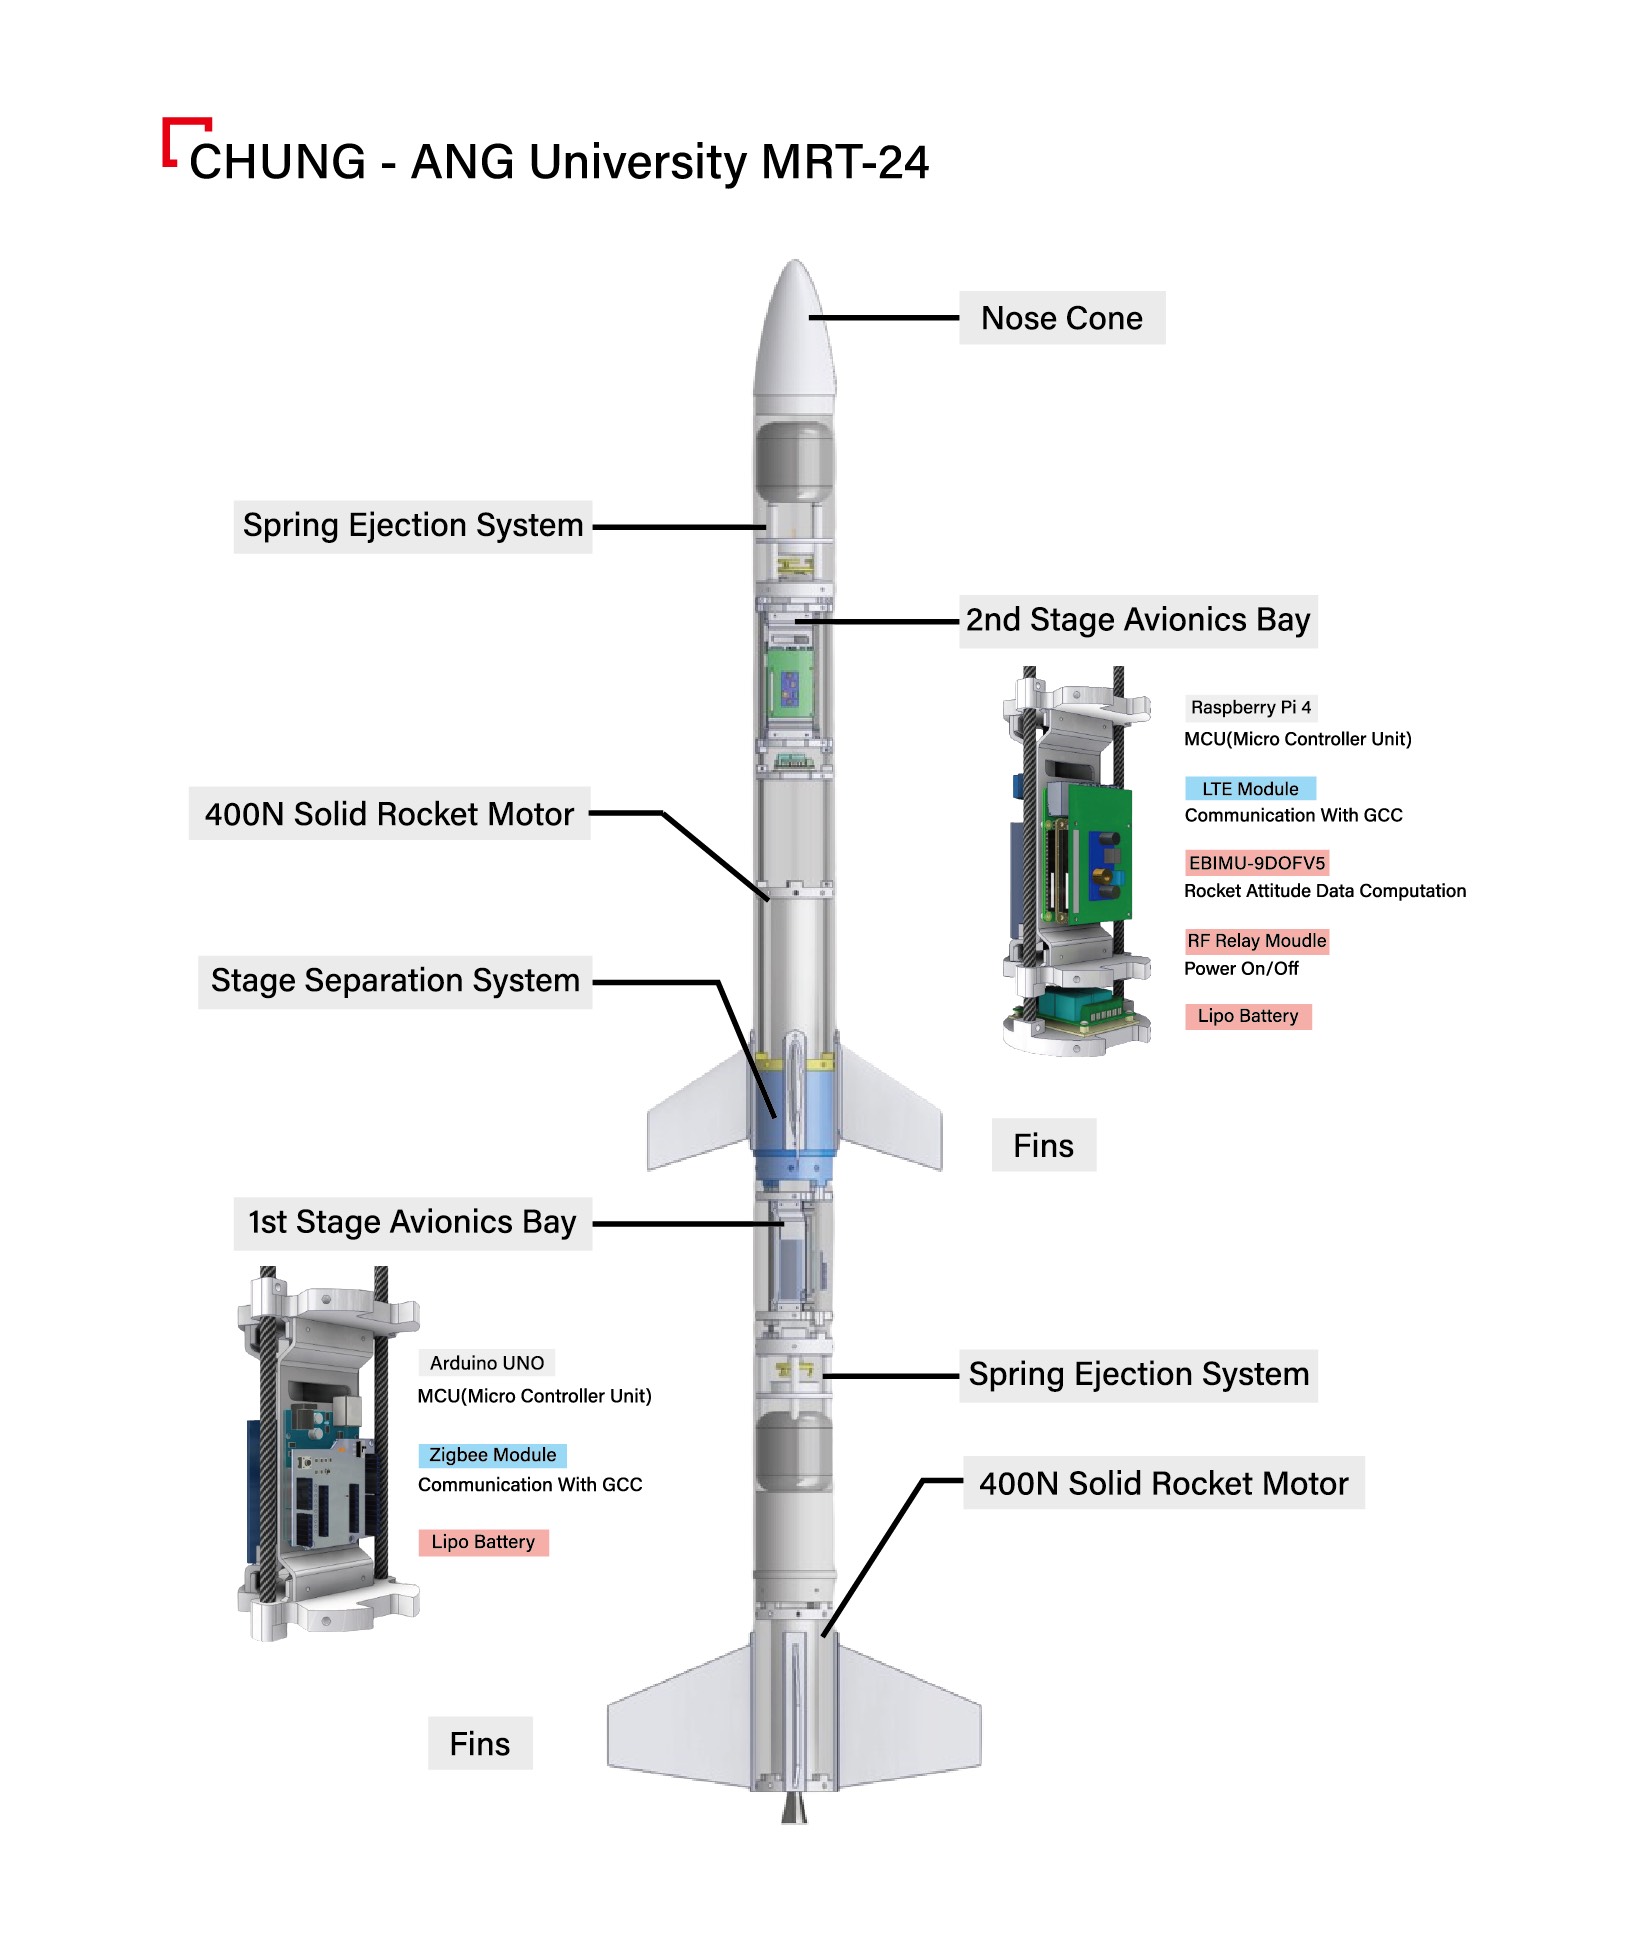 CHUNG - ANG University MRT-24
Nose Cone
Spring Ejection System
2nd Stage Avionics Bay
Raspberry Pi 4
MCU(Micro Controller Unit)
LTE Module
Communication With GCC
EBIMU-9DOFV5
Rocket Attitude Data Computation
RF Relay Moudle
Power On/Off
Lipo Battery
400N Solid Rocket Motor
Stage Separation System
Fins
1st Stage Avionics Bay
Arduino UNO
MCU(Micro Controller Unit)
Zigbee Module
Communication With GCC
Lipo Battery
Spring Ejection System
400N Solid Rocket Motor
Fins